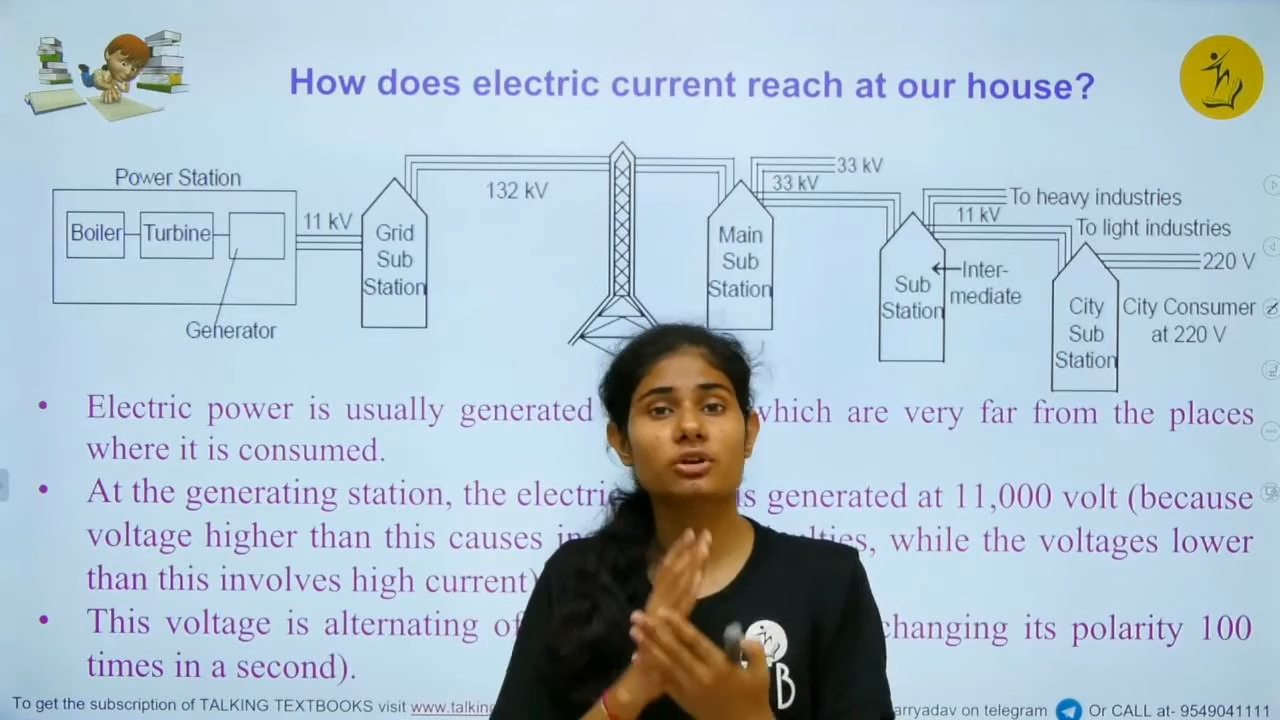 How does electric current reach at our house?
Power Station
Boiler
Turbine
Generator
11 kV
Grid
Sub
Station
132 kV
Main
Sub
Station
33 kV
33 kV
Sub
Station
Inter-
mediate
To heavy industries
11 kV
To light industries
City
Sub
Station
220 V
City Consumer
at 220 V
• Electric power is usually generated which are very far from the places
where it is consumed.
• At the generating station, the electri is generated at 11,000 volt (because
voltage higher than this causes in lties, while the voltages lower
than this involves high current)
• This voltage is alternating of changing its polarity 100
times in a second).
B
To get the subscription of TALKING TEXTBOOKS visit www.talkin arryadav on telegram Or CALL at- 9549041111